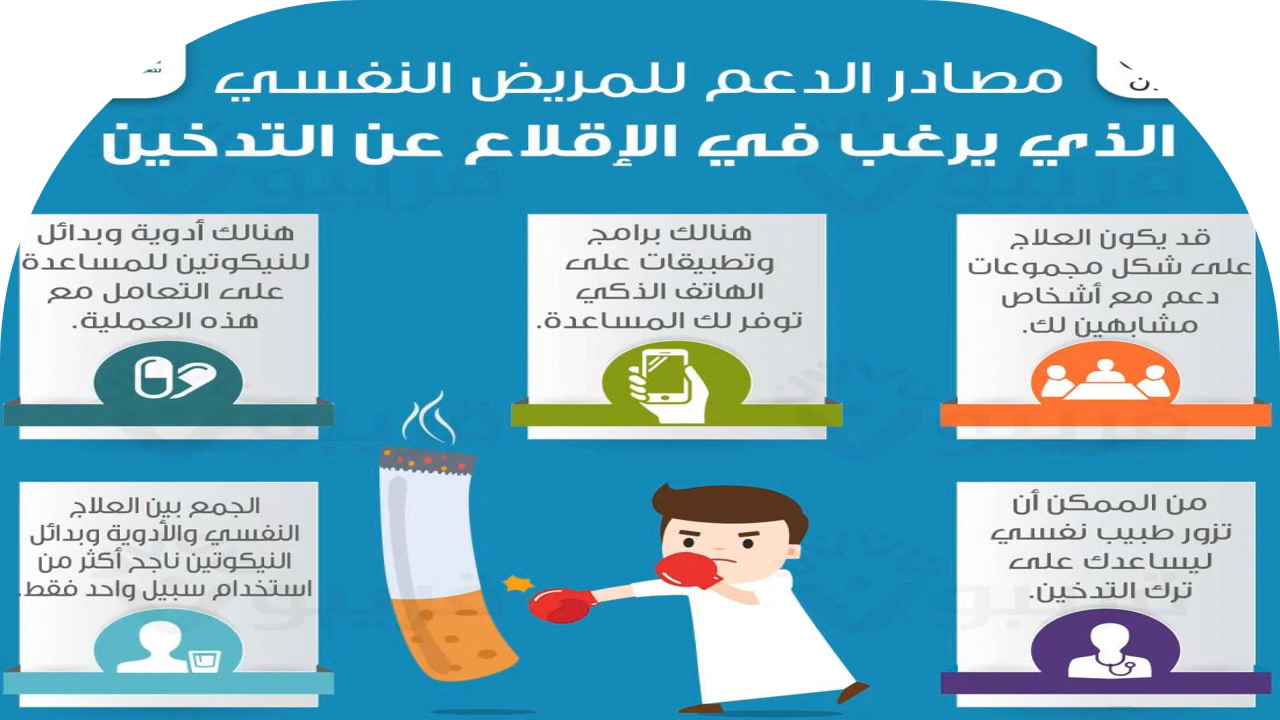 مصادر الدعم للمريض النفسي
الذي يرغب في الإقلاع عن التدخين
قد يكون العلاج
على شكل مجموعات
دعم مع أشخاص
مشابهين لك.
هنالك برامج
وتطبيقات على
الهاتف الذكي
توفر لك المساعدة.
هنالك أدوية وبدائل
للنيكوتين للمساعدة
على التعامل مع
هذه العملية.
من الممكن أن
تزور طبيب نفسي
ليساعدك على
ترك التدخين.
الجمع بين العلاج
النفسي والأدوية وبدائل
النيكوتين ناجح أكثر من
استخدام سبيل واحد فقط.